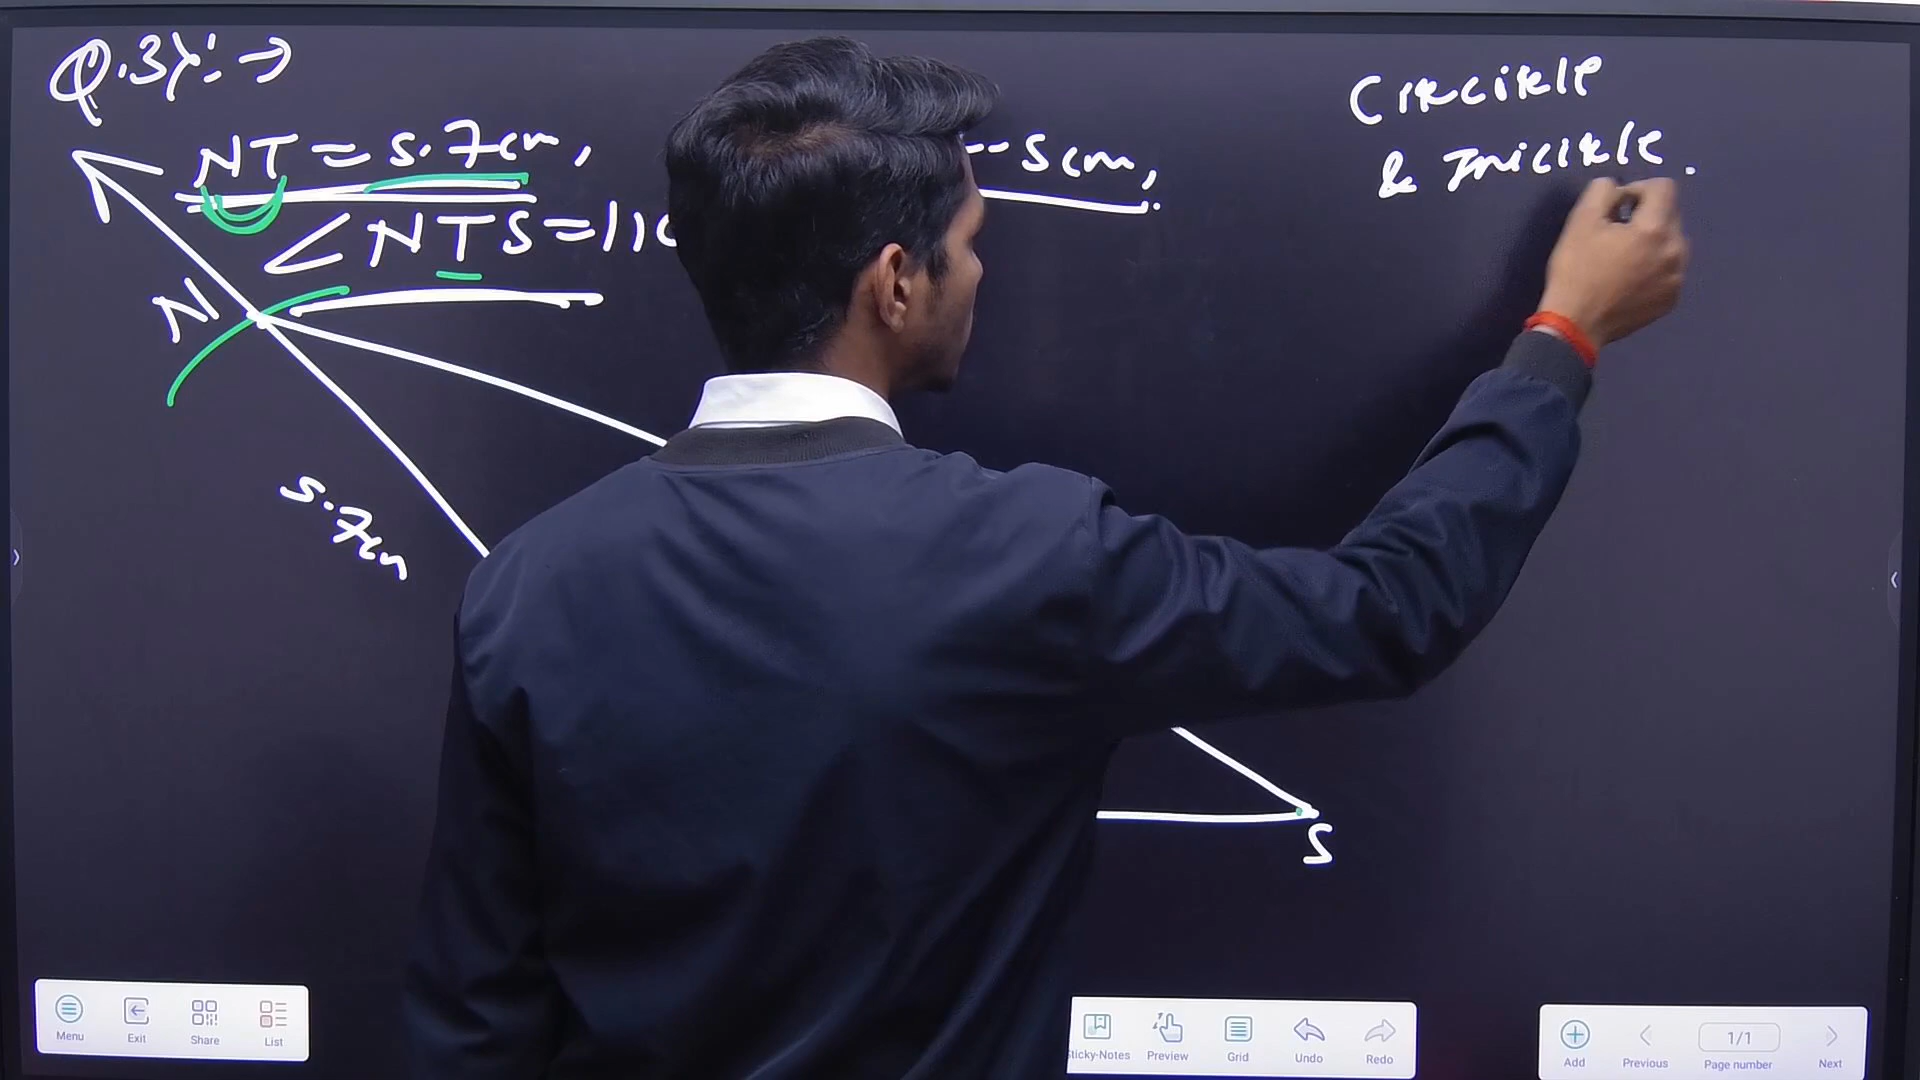 Q.3):→
NT = 5.7cm, 5cm,
∠NTS=11
N
5.7cm
S
Circircle
& Inicircle.
Menu Exit Share List
Sticky-Notes Preview Grid Undo Redo
Add Previous 1/1 Page number Next